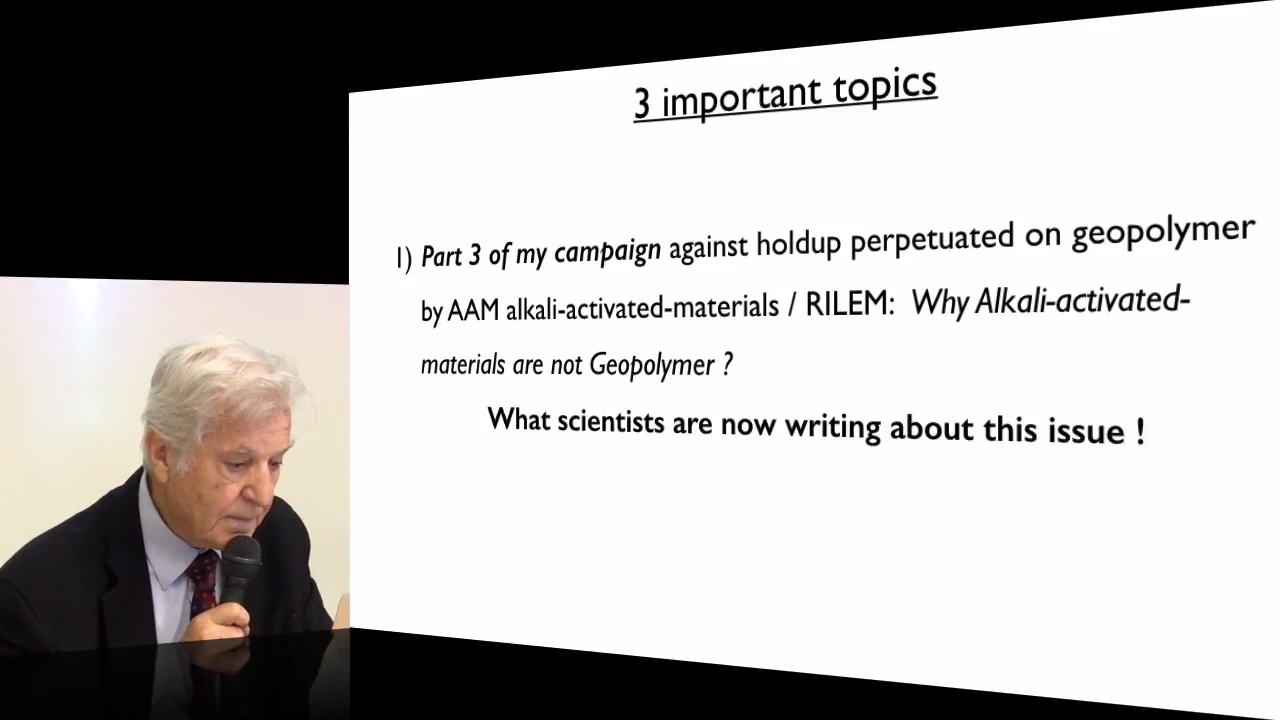 3 important topics
1) Part 3 of my campaign against holdup perpetuated on geopolymer
by AAM alkali-activated-materials / RILEM: Why Alkali-activated-
materials are not Geopolymer ?
What scientists are now writing about this issue !